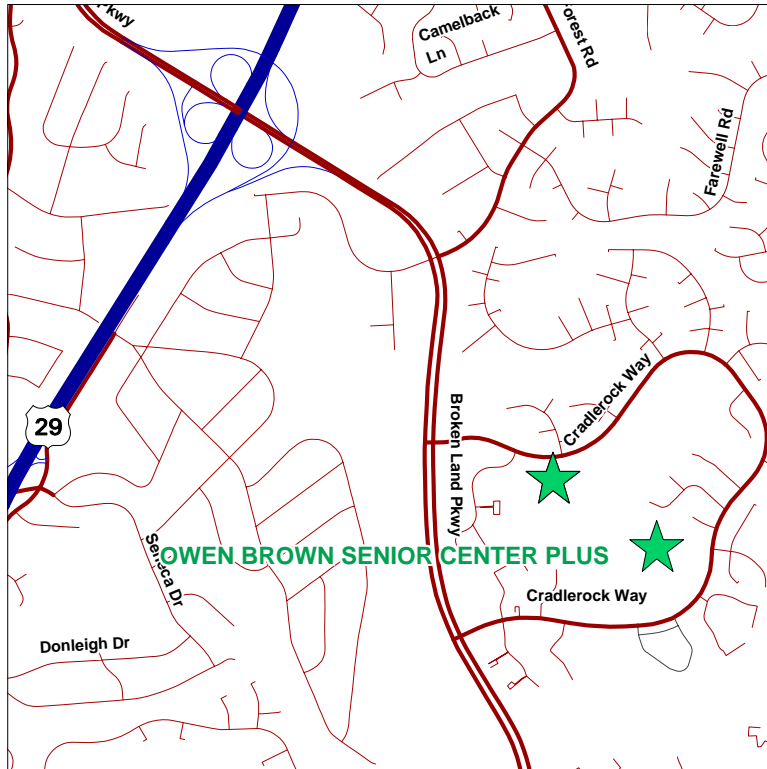 Pkwy
Camelback
Ln
Forest Rd
Farewell Rd
Cradlerock Way
29
Broken Land Pkwy
Seneca Dr
OWEN BROWN SENIOR CENTER PLUS
Cradlerock Way
Donleigh Dr